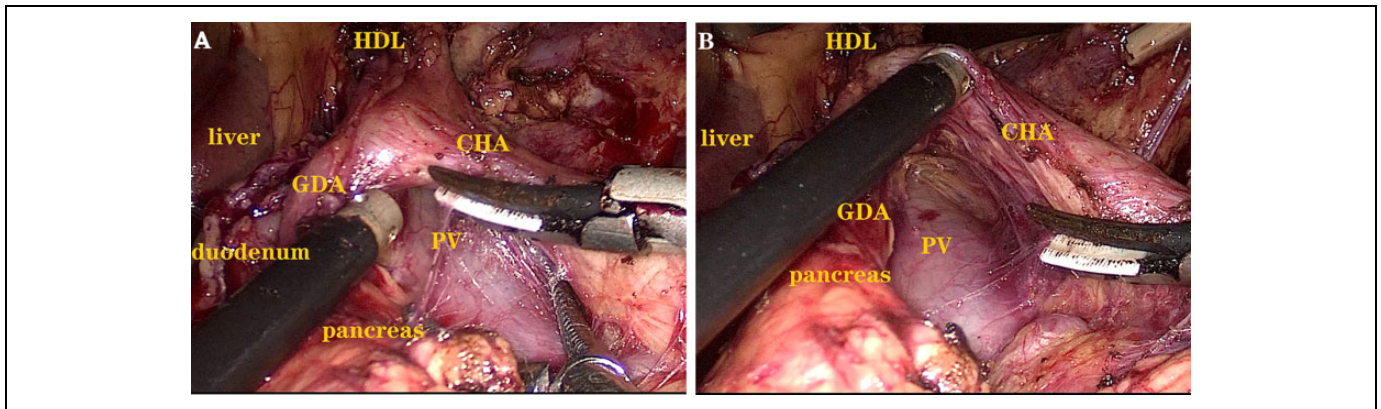 A
HDL
liver
CHA
GDA
PV
duodenum
pancreas
B
HDL
liver
CHA
GDA
PV
pancreas